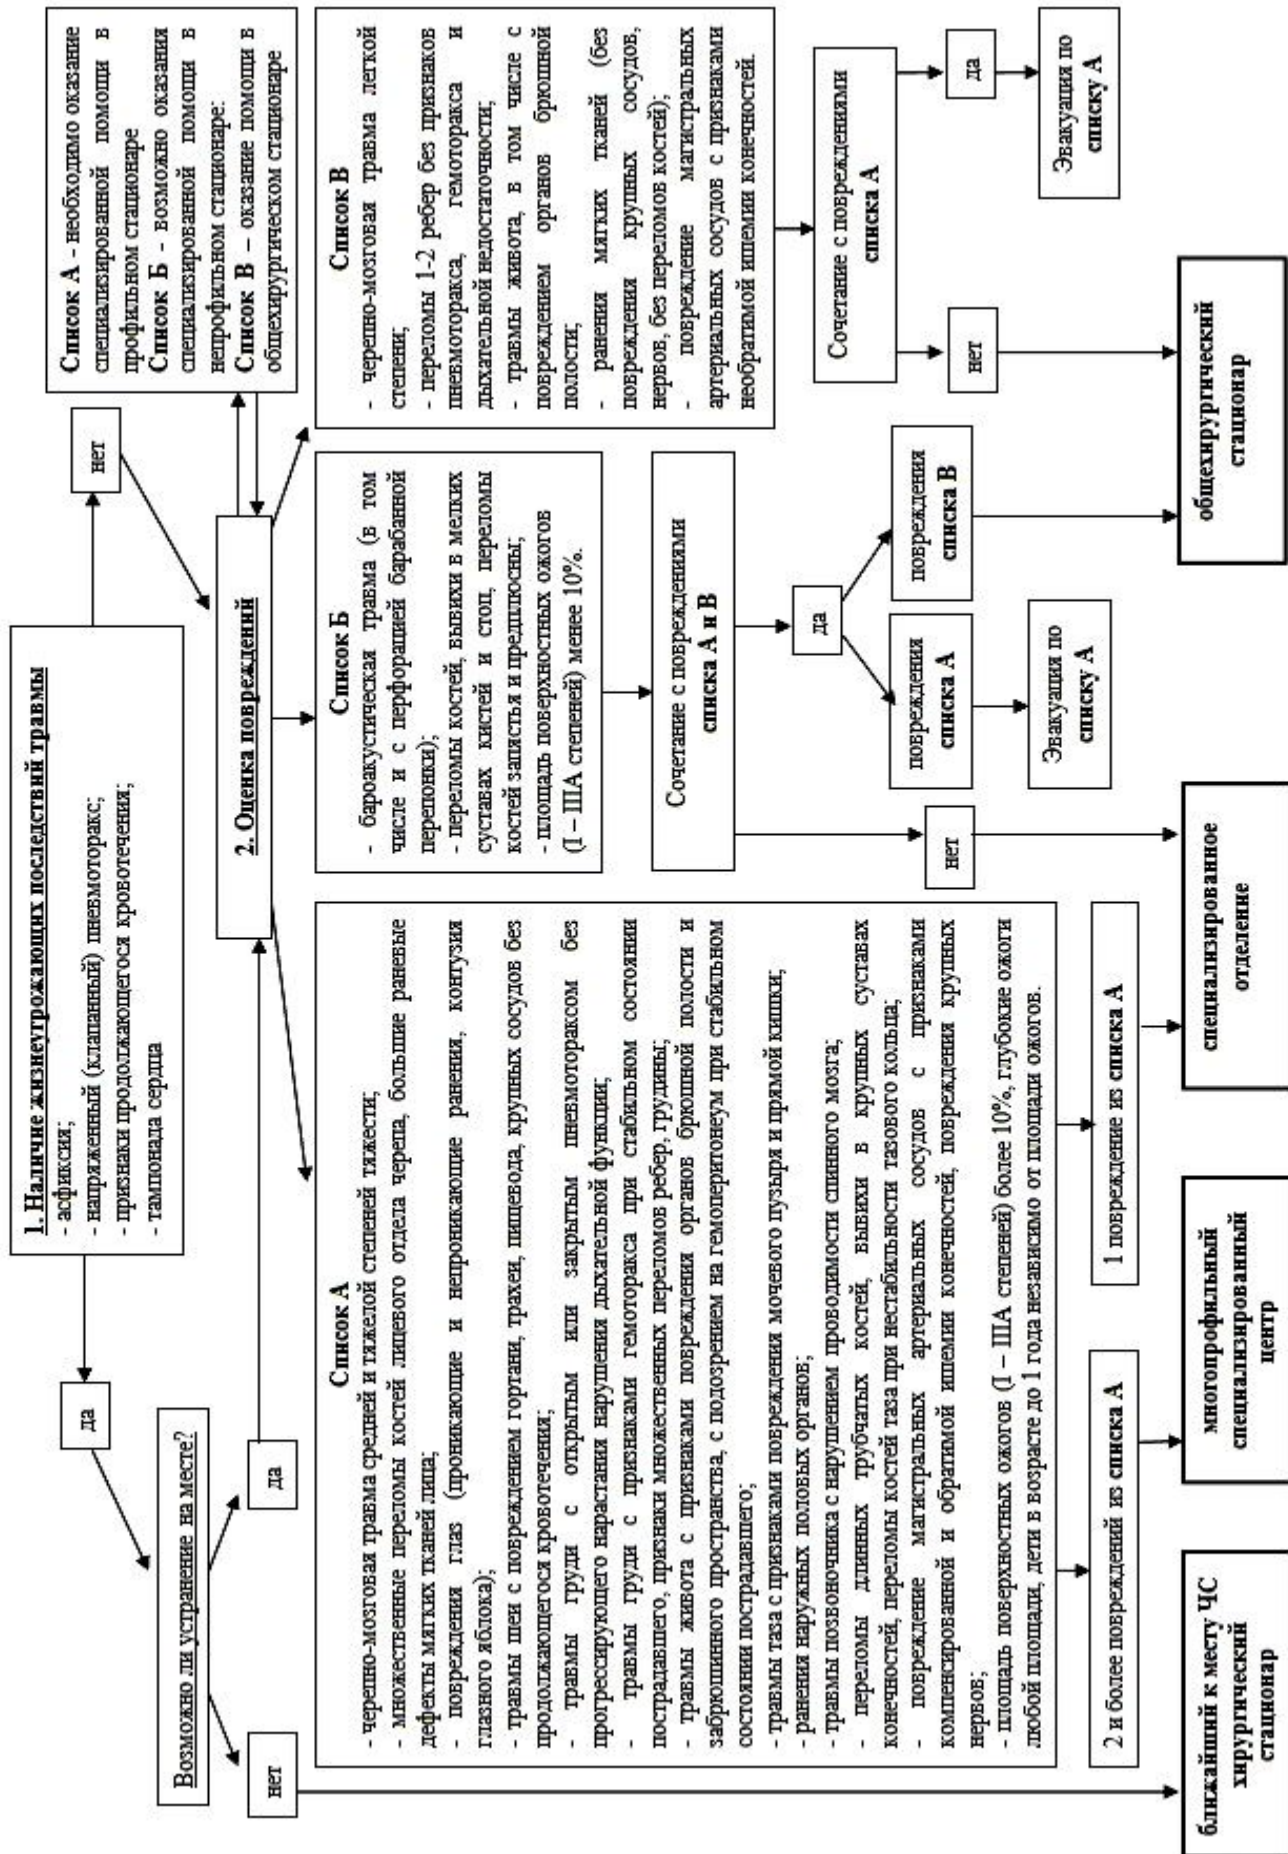 1. Наличие жизнеугрожающих последствий травмы
- асфиксия;
- напряженный (клапанный) пневмоторакс;
- признаки продолжающегося кровотечения;
- тампонада сердца
да
нет
Возможно ли устранение на месте?
нет
да
2. Оценка повреждений
Список А - необходимо оказание
специализированной помощи в
профильном стационаре
Список Б - возможно оказания
специализированной помощи в
непрофильном стационаре:
Список В – оказание помощи в
общехирургическом стационаре
Список А
- черепно-мозговая травма средней и тяжелой степеней тяжести;
- множественные переломы костей лицевого отдела черепа, большие раневые
дефекты мягких тканей лица;
- повреждения глаз (проникающие и непроникающие ранения, контузия
глазного яблока);
- травмы шеи с повреждением гортани, трахеи, пищевода, крупных сосудов без
продолжающегося кровотечения;
- травмы груди с открытым или закрытым пневмотораксом без
прогрессирующего нарастания нарушения дыхательной функции;
- травмы груди с признаками гемоторакса при стабильном состоянии
пострадавшего, признаки множественных переломов ребер, грудины;
- травмы живота с признаками повреждения органов брюшной полости и
забрюшинного пространства, с подозрением на гемоперитонеум при стабильном
состоянии пострадавшего;
- травмы таза с признаками повреждения мочевого пузыря и прямой кишки;
ранения наружных половых органов;
- травмы позвоночника с нарушением проводимости спинного мозга;
- переломы длинных трубчатых костей, вывихи в крупных суставах
конечностей, переломы костей таза при нестабильности тазового кольца;
- повреждение магистральных артериальных сосудов с признаками
компенсированной и обратимой ишемии конечностей, повреждения крупных
нервов;
- площадь поверхностных ожогов (I – IIIА степеней) более 10%, глубокие ожоги
любой площади, дети в возрасте до 1 года независимо от площади ожогов.
Список Б
- бароакустическая травма (в том
числе и с перфорацией барабанной
перепонки);
- переломы костей, вывихи в мелких
суставах кистей и стоп, переломы
костей запястья и предплюсны;
- площадь поверхностных ожогов
(I – IIIА степеней) менее 10%.
Список В
- черепно-мозговая травма легкой
степени;
- переломы 1-2 ребер без признаков
пневмоторакса, гемоторакса и
дыхательной недостаточности;
- травмы живота, в том числе с
повреждением органов брюшной
полости;
- ранения мягких тканей (без
повреждения крупных сосудов,
нервов, без переломов костей);
- повреждение магистральных
артериальных сосудов с признаками
необратимой ишемии конечностей.
2 и более повреждений из списка А
1 повреждение из списка А
Сочетание с повреждениями
списка А и В
нет
да
повреждения
списка А
повреждения
списка В
Эвакуация по
списку А
Сочетание с повреждениями
списка А
нет
да
Эвакуация по
списку А
ближайший к месту ЧС
хирургический
стационар
многопрофильный
специализированный
центр
специализированное
отделение
общехирургический
стационар